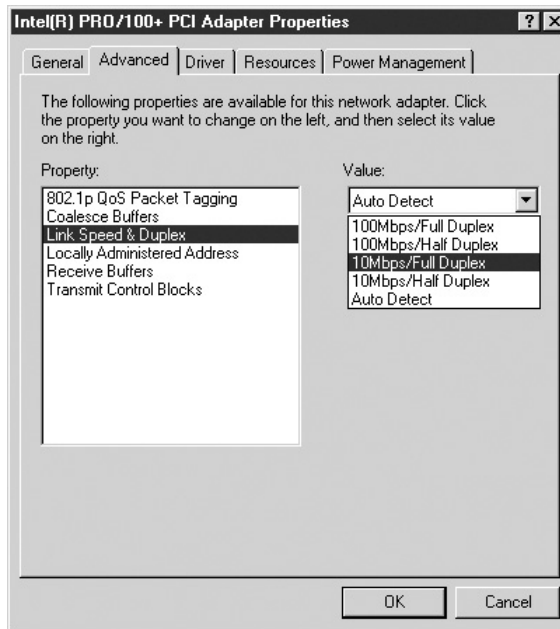 Intel(R) PRO/100+ PCI Adapter Properties
General Advanced Driver Resources Power Management
The following properties are available for this network adapter. Click
the property you want to change on the left, and then select its value
on the right.
Property:
802.1p QoS Packet Tagging
Coalesce Buffers
Link Speed & Duplex
Locally Administered Address
Receive Buffers
Transmit Control Blocks
Value:
Auto Detect
100Mbps/Full Duplex
100Mbps/Half Duplex
10Mbps/Full Duplex
10Mbps/Half Duplex
Auto Detect
OK Cancel